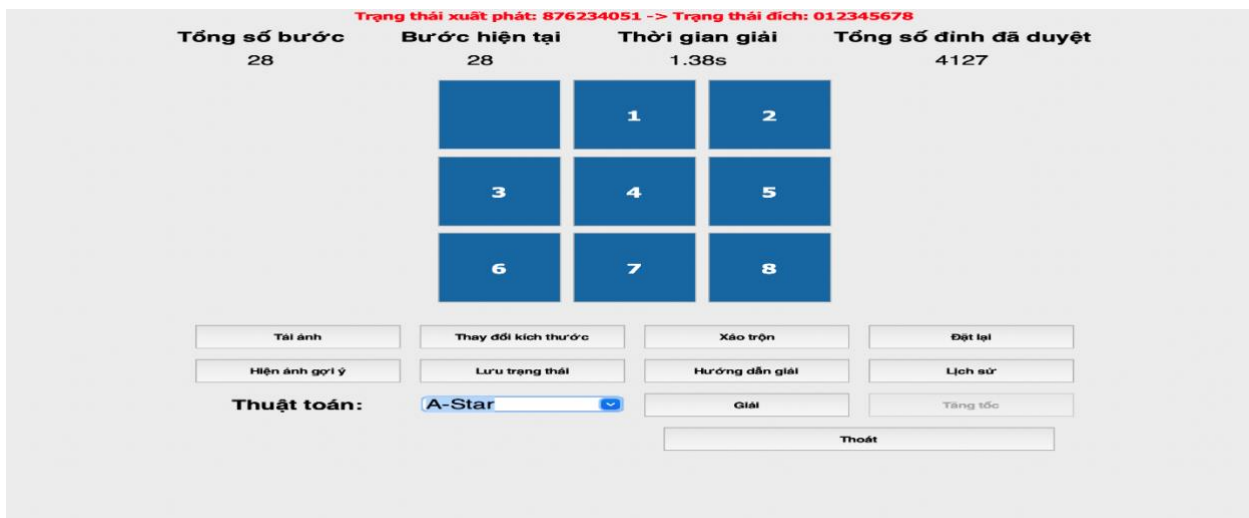 Trạng thái xuất phát: 876234051 -> Trạng thái đích: 012345678
Tổng số bước Bước hiện tại Thời gian giải Tổng số đỉnh đã duyệt
28 28 1.38s 4127
1 2
3 4 5
6 7 8
Tải ảnh Thay đổi kích thước Xáo trộn Đặt lại
Hiện ảnh gợi ý Lưu trạng thái Hướng dẫn giải Lịch sử
Thuật toán: A-Star Giải Tăng tốc
Thoát